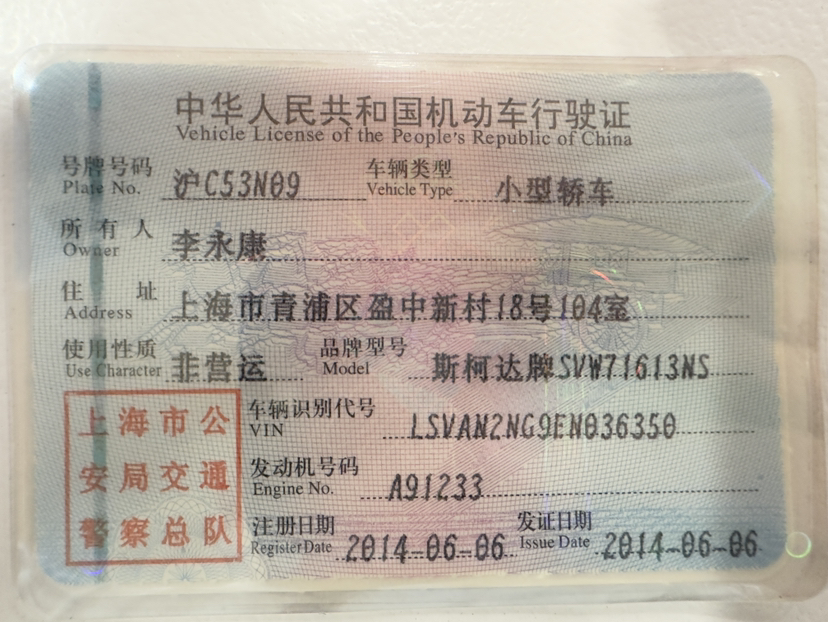 中华人民共和国机动车行驶证
Vehicle License of the People's Republic of China
号牌号码 沪C53N09 车辆类型 小型轿车
Plate No. Vehicle Type
所有人 李永康
Owner
住址 上海市青浦区盈中新村18号104室
Address
使用性质 非营运 品牌型号 斯柯达牌SVW71613NS
Use Character Model
上海市公
安局交通
警察总队
车辆识别代号 LSVAN2NG9EN036350
VIN
发动机号码 A91233
Engine No.
注册日期 2014-06-06 发证日期 2014-06-06
Register Date Issue Date